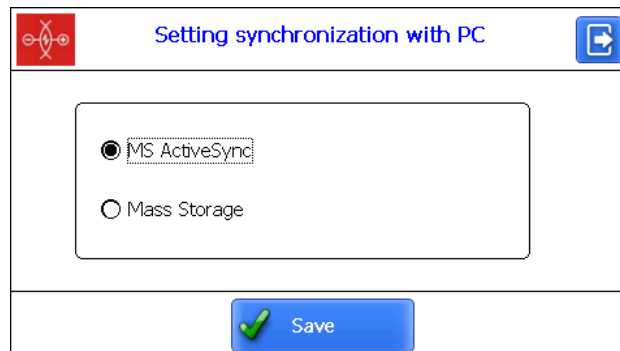 Setting synchronization with PC
MS ActiveSync
Mass Storage
Save